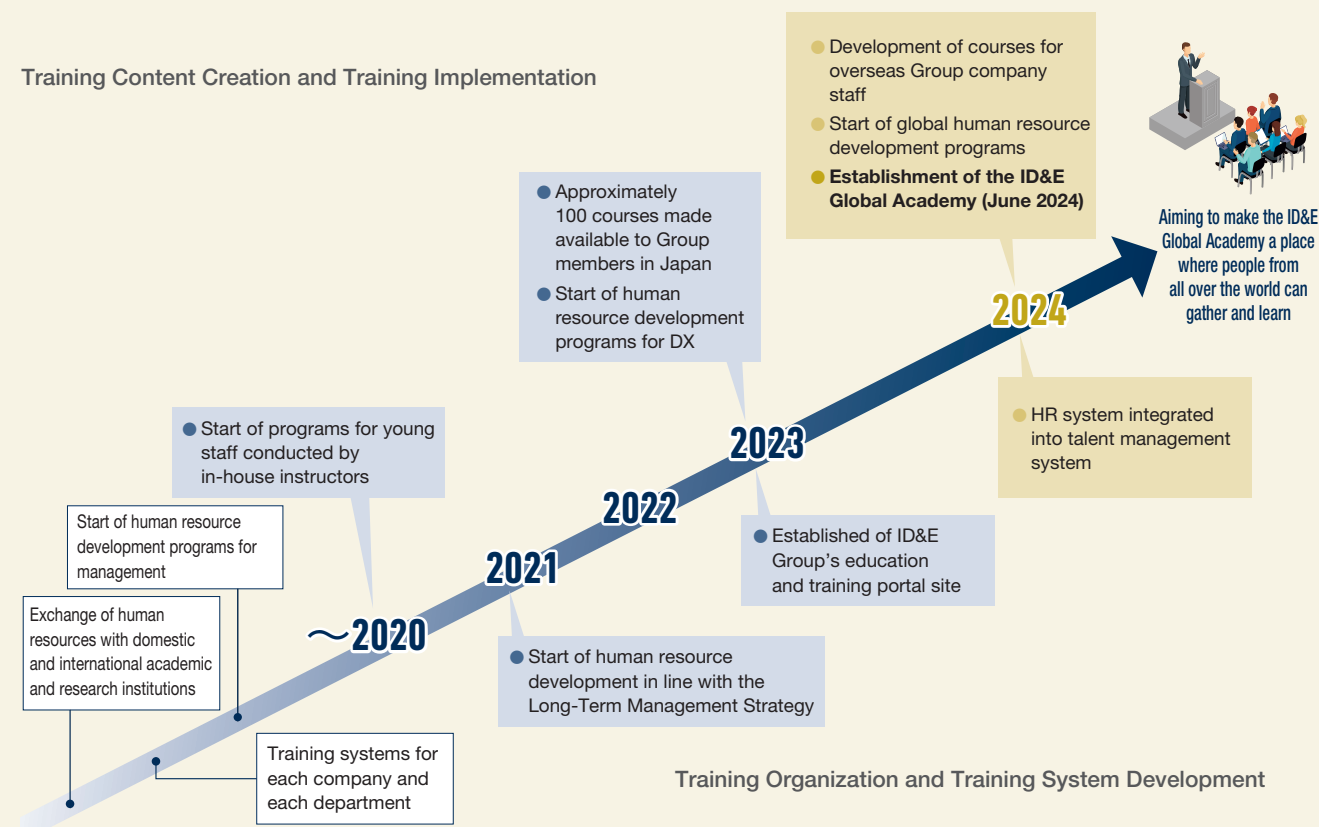 Training Content Creation and Training Implementation
Development of courses for
overseas Group company
staff
Start of global human resource
development programs
Establishment of the ID&E
Global Academy (June 2024)
Aiming to make the ID&E
Global Academy a place
where people from
all over the world can
gather and learn
Approximately
100 courses made
available to Group
members in Japan
Start of human
resource development
programs for DX
2024
HR system integrated
into talent management
system
Start of programs for young
staff conducted by
in-house instructors
2023
2022
Established of ID&E
Group's education
and training portal site
Start of human resource
development programs for
management
2021
Exchange of human
resources with domestic
and international academic
and research institutions
～2020
Start of human resource
development in line with the
Long-Term Management Strategy
Training systems for
each company and
each department
Training Organization and Training System Development